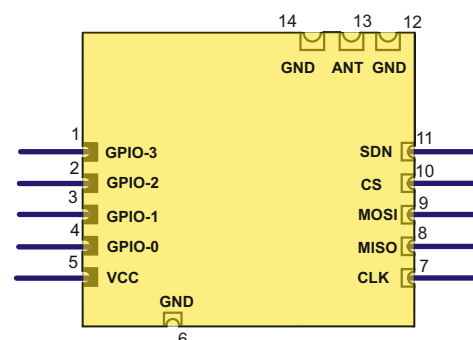 14 13 12
GND ANT GND
1 GPIO-3 SDN 11
2 GPIO-2 CS 10
3 GPIO-1 MOSI 9
4 GPIO-0 MISO 8
5 VCC CLK 7
GND
6